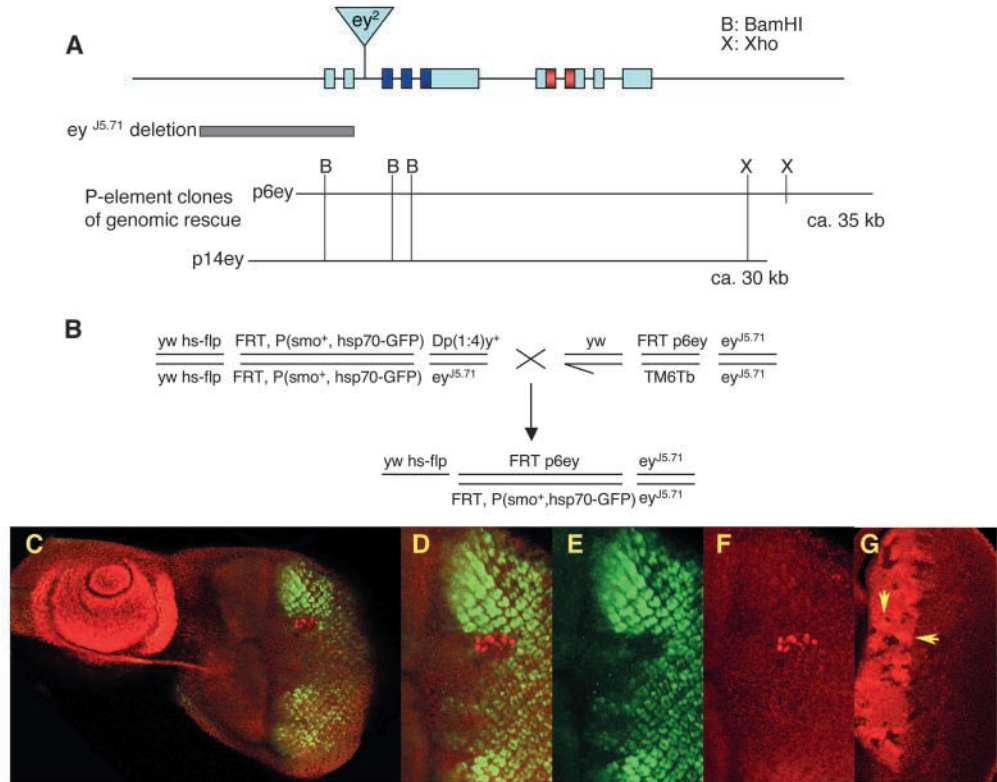 A
ey²
B: BamHI
X: Xho
ey J5.71 deletion
B B B X X
P-element clones
of genomic rescue
p6ey
ca. 35 kb
p14ey
ca. 30 kb
B
yw hs-flp FRT, P(smo⁺, hsp70-GFP) Dp(1:4)y⁺ yw FRT p6ey eyJ5.71
yw hs-flp FRT, P(smo⁺, hsp70-GFP) eyJ5.71 TM6Tb eyJ5.71
yw hs-flp FRT p6ey eyJ5.71
FRT, P(smo⁺,hsp70-GFP) eyJ5.71
C D E F G